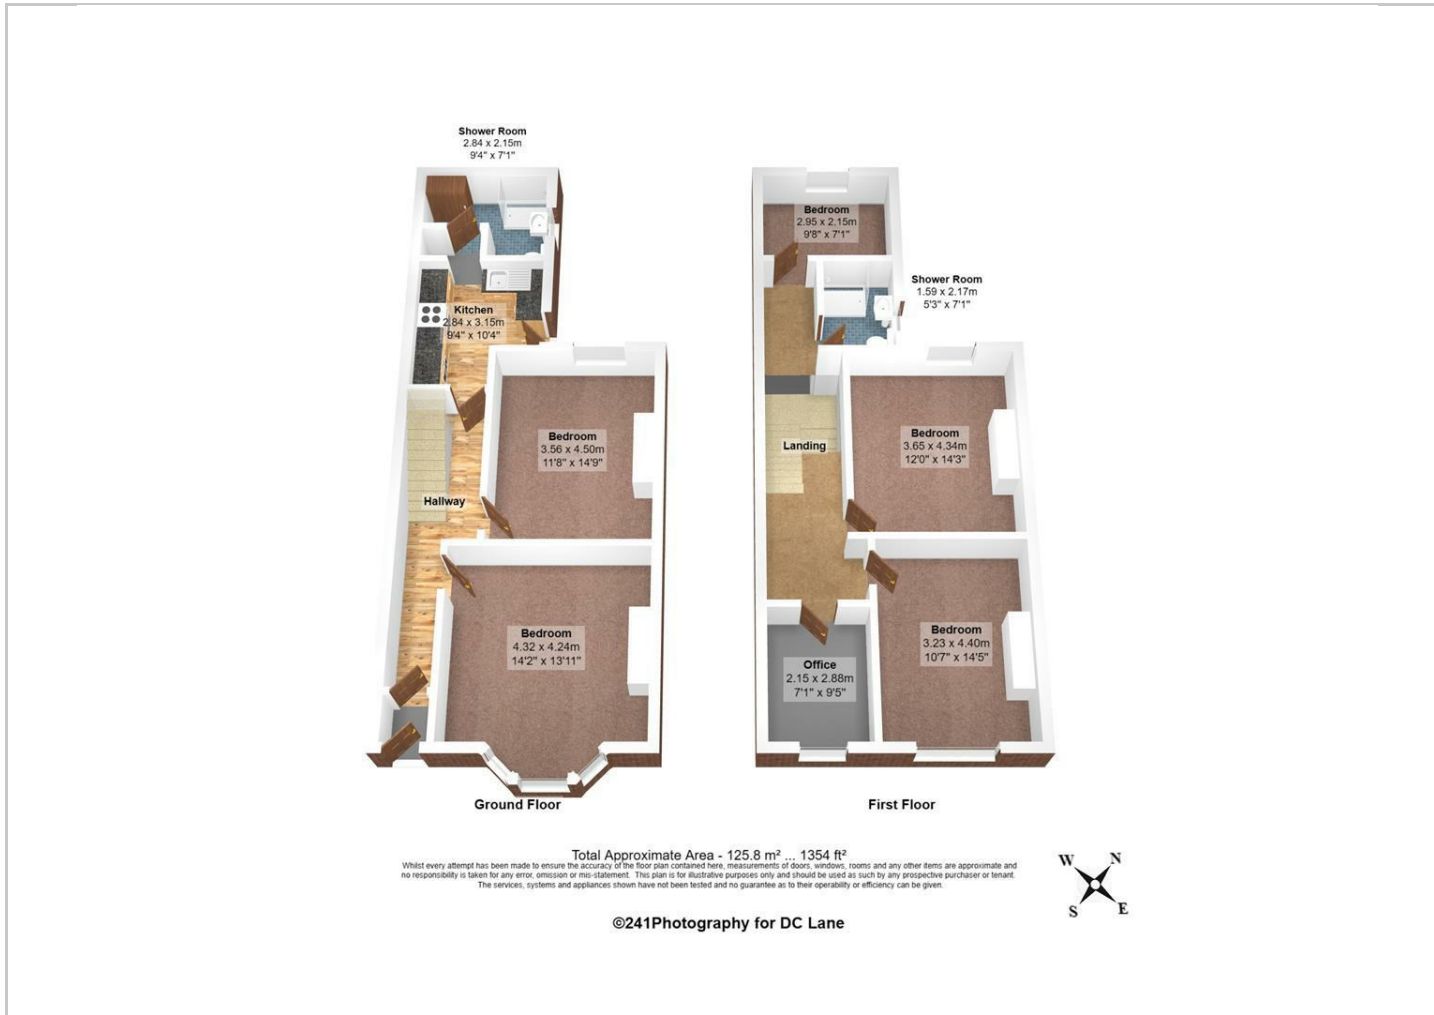 Shower Room
2.84 x 2.15m
9'4" x 7'1"
Kitchen
2.84 x 3.15m
9'4" x 10'4"
Bedroom
3.56 x 4.50m
11'8" x 14'9"
Hallway
Bedroom
4.32 x 4.24m
14'2" x 13'11"
Ground Floor
Bedroom
2.95 x 2.15m
9'8" x 7'1"
Shower Room
1.59 x 2.17m
5'3" x 7'1"
Landing
Bedroom
3.65 x 4.34m
12'0" x 14'3"
Bedroom
3.23 x 4.40m
10'7" x 14'5"
Office
2.15 x 2.88m
7'1" x 9'5"
First Floor
Total Approximate Area - 125.8 m² ... 1354 ft²
Whilst every attempt has been made to ensure the accuracy of the floor plan contained here, measurements of doors, windows, rooms and any other items are approximate and
no responsibility is taken for any error, omission or mis-statement. This plan is for illustrative purposes only and should be used as such by any prospective purchaser or tenant.
The services, systems and appliances shown have not been tested and no guarantee as to their operability or efficiency can be given.
©241Photography for DC Lane
W N
S E